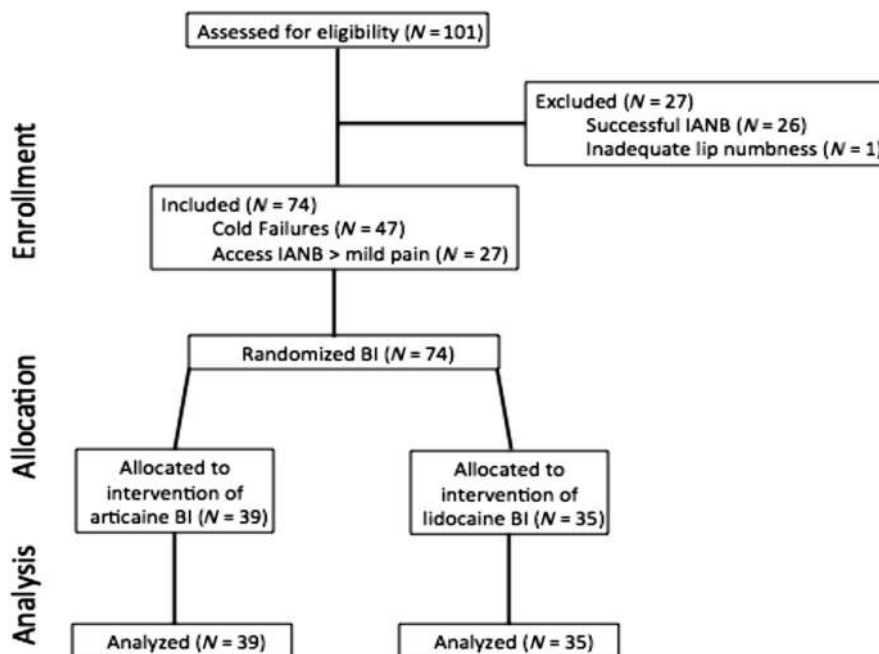 Assessed for eligibility (N = 101)
Enrollment
Excluded (N = 27)
Successful IANB (N = 26)
Inadequate lip numbness (N = 1)
Included (N = 74)
Cold Failures (N = 47)
Access IANB > mild pain (N = 27)
Allocation
Randomized BI (N = 74)
Allocated to
intervention of
articaine BI (N = 39)
Allocated to
intervention of
lidocaine BI (N = 35)
Analysis
Analyzed (N = 39)
Analyzed (N = 35)